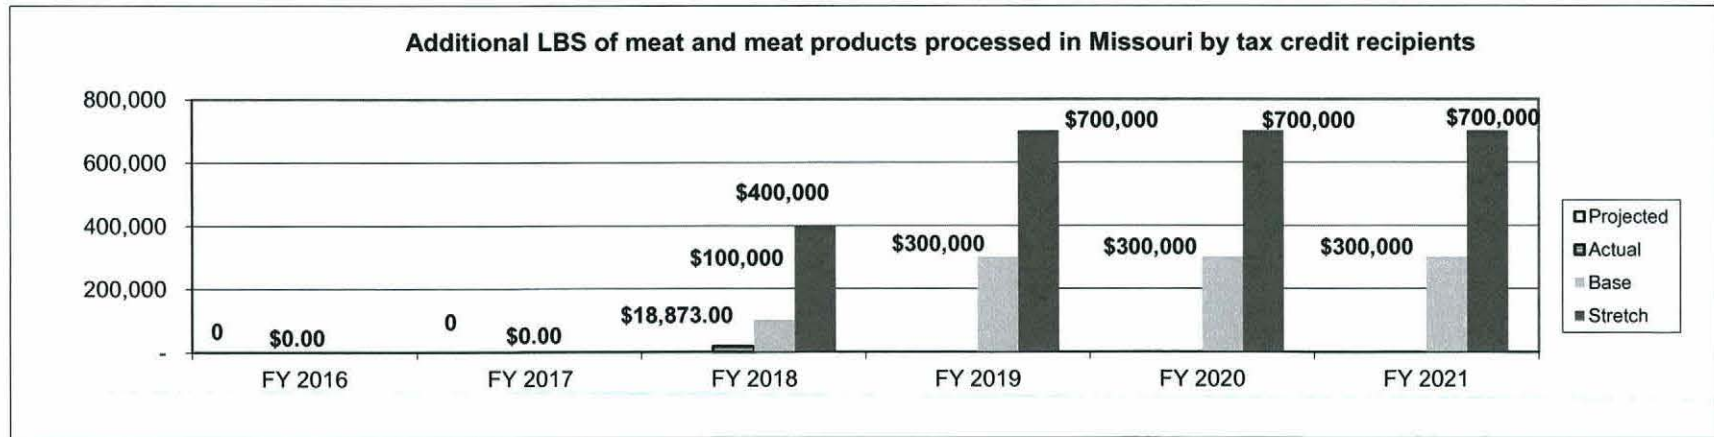 Additional LBS of meat and meat products processed in Missouri by tax credit recipients
800,000
600,000
400,000
200,000
-
0
$0.00
0
$0.00
$18,873.00
$100,000
$400,000
$300,000
$700,000
$300,000
$700,000
$300,000
$700,000
FY 2016
FY 2017
FY 2018
FY 2019
FY 2020
FY 2021
Projected
Actual
Base
Stretch